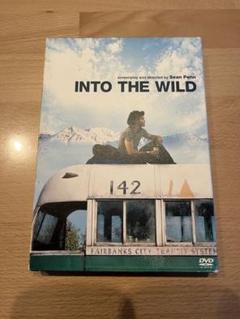 screenplay and directed by Sean Penn
INTO THE WILD
142
FAIRBANKS CITY TRANSIT SYSTEM
DVD